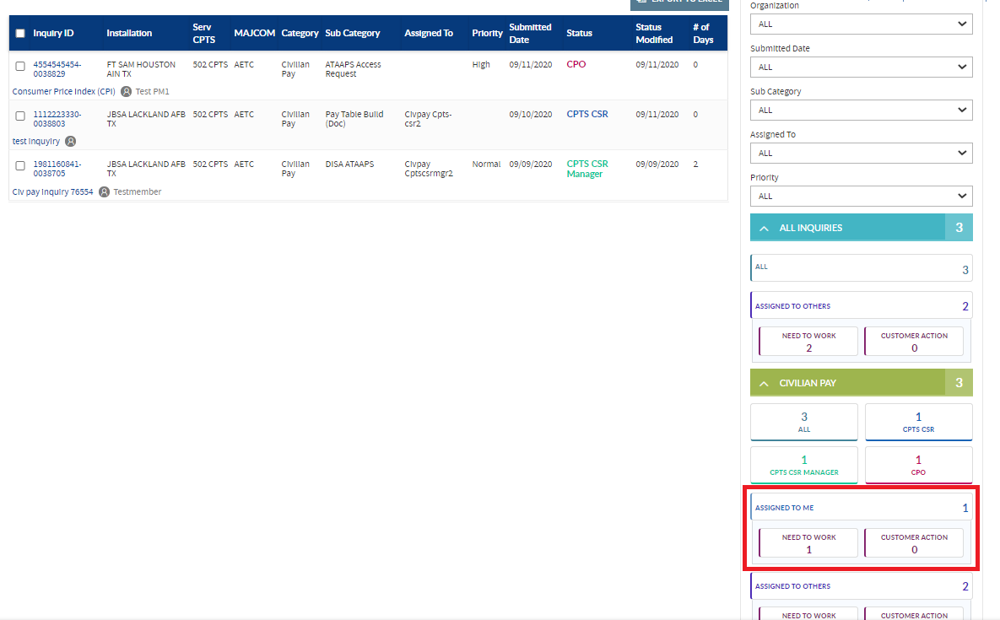 EXPORT TO EXCEL
Inquiry ID Installation Serv CPTS MAJCOM Category Sub Category Assigned To Priority Submitted Date Status Status Modified # of Days
4554545454-0038829 FT SAM HOUSTON AIN TX 502 CPTS AETC Civilian Pay ATAAPS Access Request High 09/11/2020 CPO 09/11/2020 0
Consumer Price Index (CPI) Test PM1
1112223330-0038803 JBSA LACKLAND AFB TX 502 CPTS AETC Civilian Pay Pay Table Build (Doc) Civpay Cpts-csr2 09/10/2020 CPTS CSR 09/11/2020 0
test inquyiry
1981160841-0038705 JBSA LACKLAND AFB TX 502 CPTS AETC Civilian Pay DISA ATAAPS Civpay Cptscsrmgr2 Normal 09/09/2020 CPTS CSR Manager 09/09/2020 2
Civ pay inquiry 76554 Testmember
Organization
ALL
Submitted Date
ALL
Sub Category
ALL
Assigned To
ALL
Priority
ALL
ALL INQUIRIES 3
ALL 3
ASSIGNED TO OTHERS 2
NEED TO WORK CUSTOMER ACTION
2 0
CIVILIAN PAY 3
3 1
ALL CPTS CSR
1 1
CPTS CSR MANAGER CPO
ASSIGNED TO ME 1
NEED TO WORK CUSTOMER ACTION
1 0
ASSIGNED TO OTHERS 2
NEED TO WORK CUSTOMER ACTION